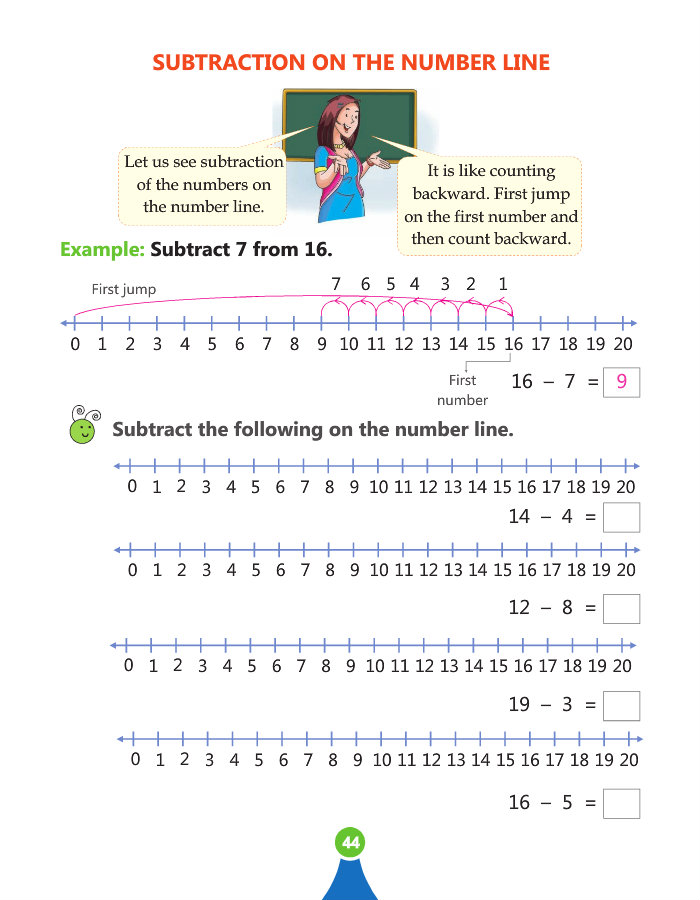 SUBTRACTION ON THE NUMBER LINE
Let us see subtraction
of the numbers on
the number line.
It is like counting
backward. First jump
on the first number and
then count backward.
Example: Subtract 7 from 16.
First jump
7 6 5 4 3 2 1
0 1 2 3 4 5 6 7 8 9 10 11 12 13 14 15 16 17 18 19 20
First
number
16 – 7 = 9
Subtract the following on the number line.
0 1 2 3 4 5 6 7 8 9 10 11 12 13 14 15 16 17 18 19 20
14 – 4 =
0 1 2 3 4 5 6 7 8 9 10 11 12 13 14 15 16 17 18 19 20
12 – 8 =
0 1 2 3 4 5 6 7 8 9 10 11 12 13 14 15 16 17 18 19 20
19 – 3 =
0 1 2 3 4 5 6 7 8 9 10 11 12 13 14 15 16 17 18 19 20
16 – 5 =
44